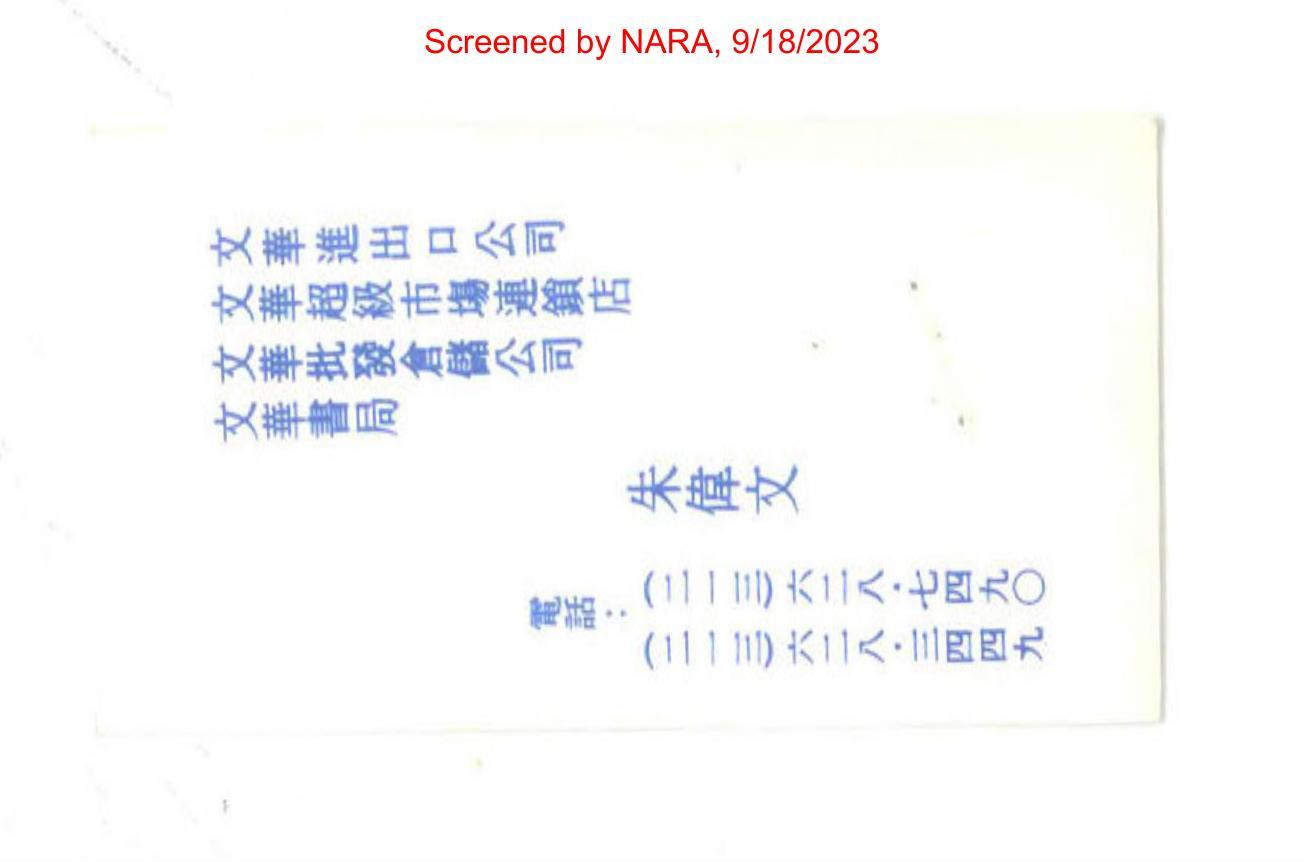 Screened by NARA, 9/18/2023
文華進出口公司
文華超級市場連鎖店
文華批發倉儲公司
文華書局
朱偉文
電話：
(二一三)六二八·七四九〇
(二一三)六二八·三四四九